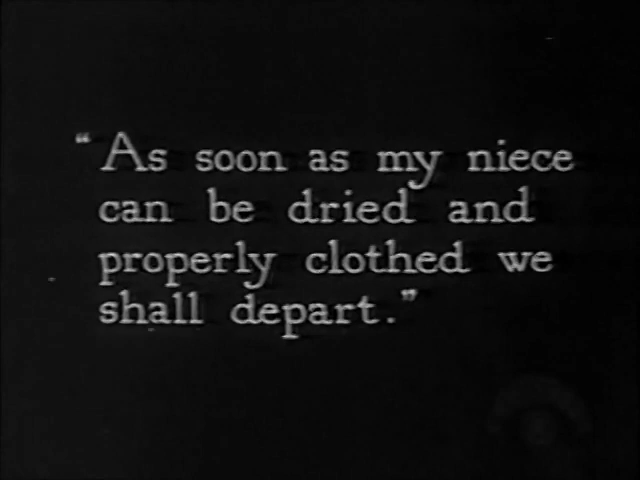 “As soon as my niece
can be dried and
properly clothed we
shall depart.”